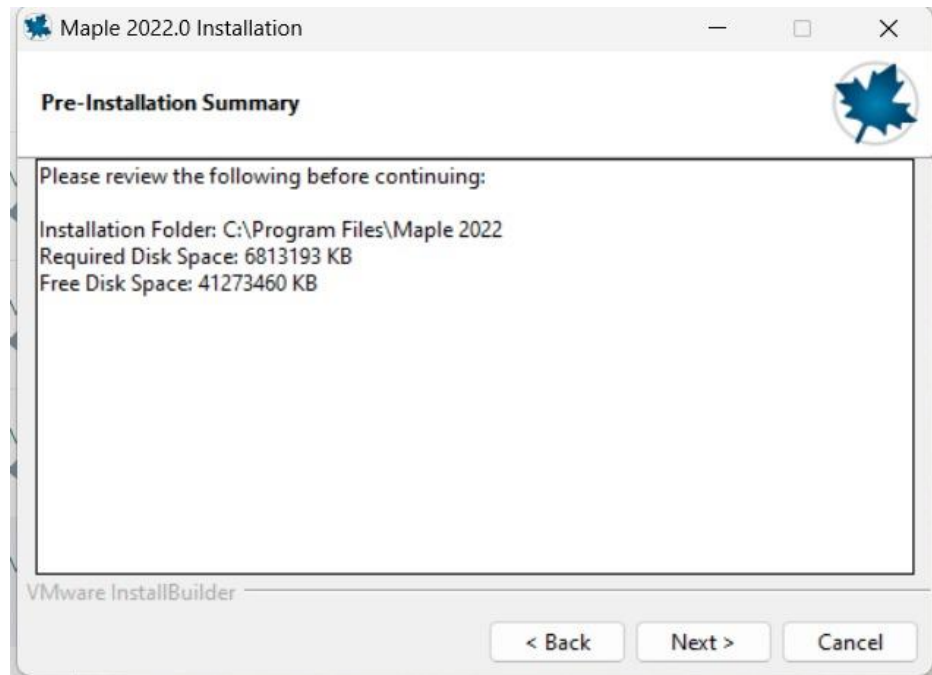 Maple 2022.0 Installation
Pre-Installation Summary
Please review the following before continuing:
Installation Folder: C:\Program Files\Maple 2022
Required Disk Space: 6813193 KB
Free Disk Space: 41273460 KB
VMware InstallBuilder
< Back Next > Cancel